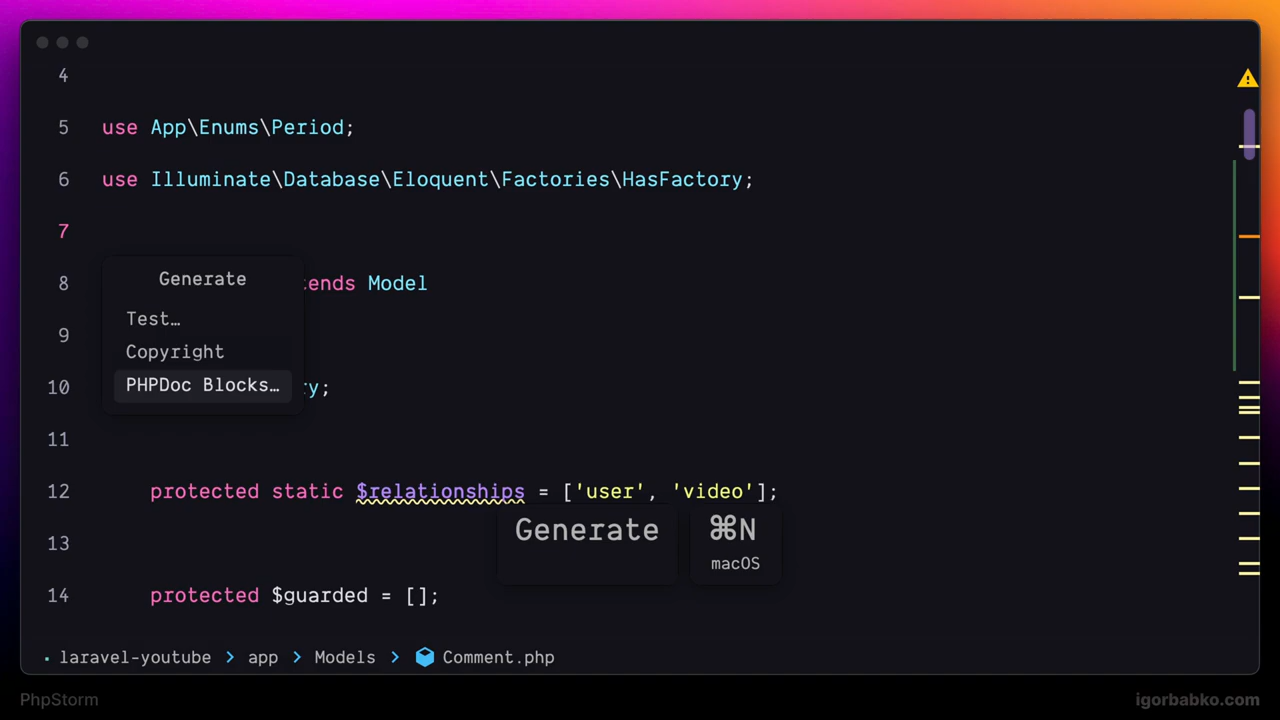 4
5 use App\Enums\Period;
6 use Illuminate\Database\Eloquent\Factories\HasFactory;
7
Generate
8 tends Model
Test…
9
Copyright
PHPDoc Blocks…
10 ry;
11
12 protected static $relationships = ['user', 'video'];
Generate ⌘N
macOS
13
14 protected $guarded = [];
laravel-youtube > app > Models > Comment.php
PhpStorm igorbabko.com